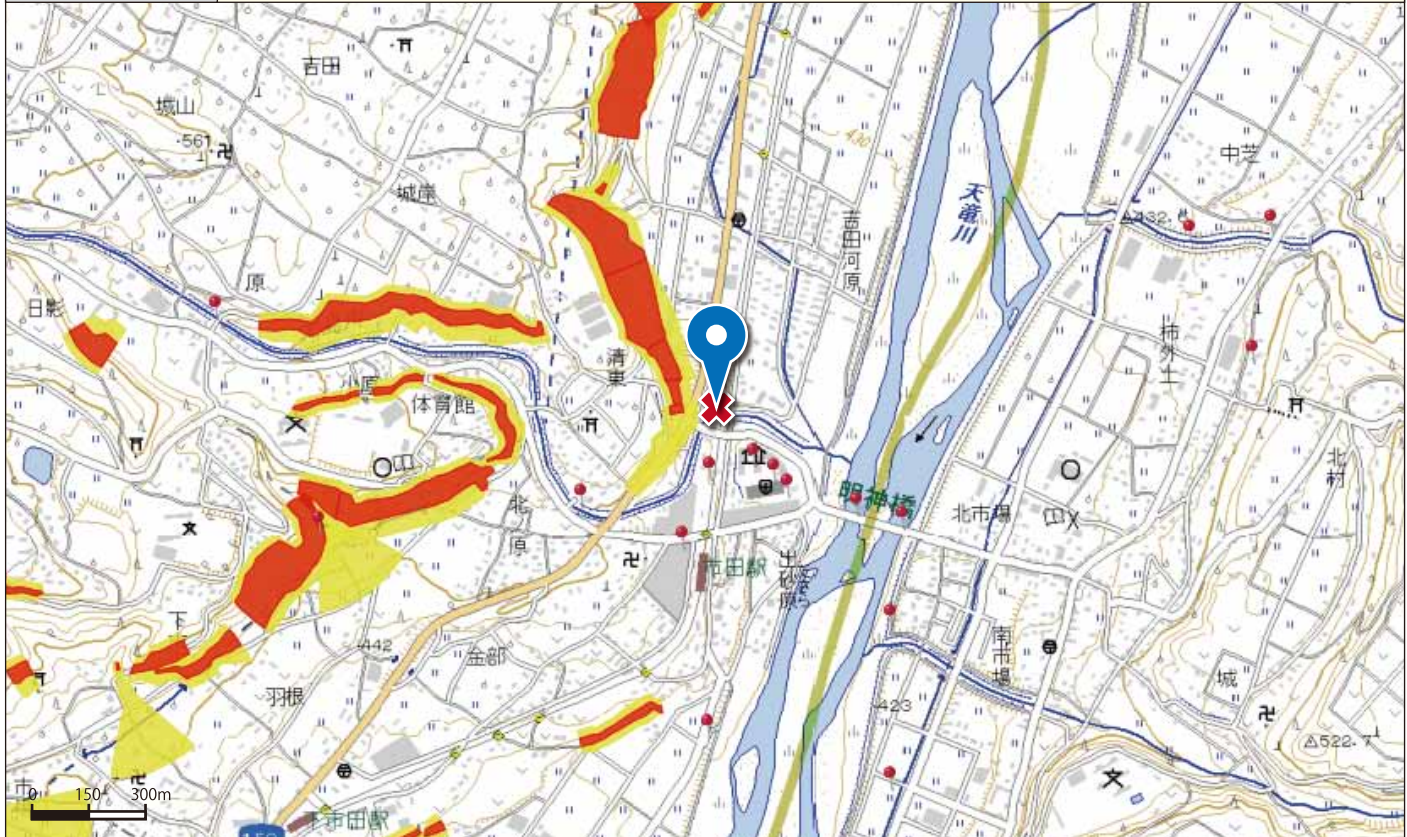 吉田
城山
561
城岸
中芝
天竜川
432.
430
吉田河原
原
日影
清東
柿外土
小原
体育館
北村
明神橋
北市場
北原
市田駅
出砂原
下
442
金部
南市場
羽根
城
423
522.7
市
0 150 300m
下市田駅